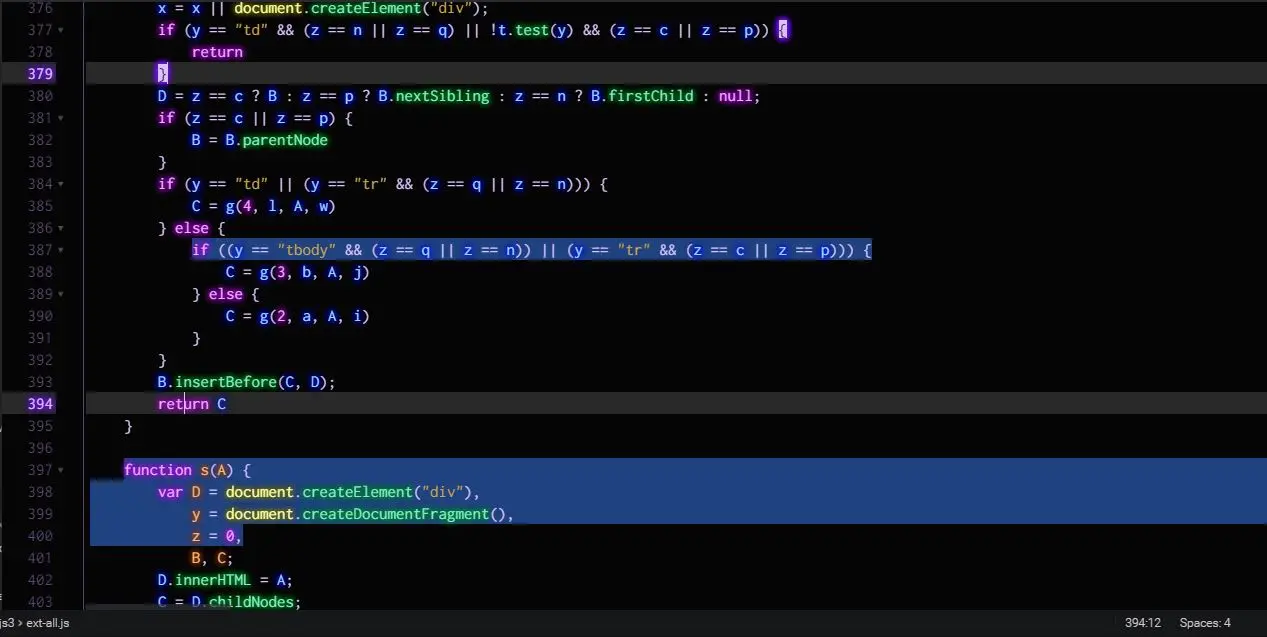 376 x = x || document.createElement("div");
377 if (y == "td" && (z == n || z == q) || !t.test(y) && (z == c || z == p)) {
378 return
379 }
380 D = z == c ? B : z == p ? B.nextSibling : z == n ? B.firstChild : null;
381 if (z == c || z == p) {
382 B = B.parentNode
383 }
384 if (y == "td" || (y == "tr" && (z == q || z == n))) {
385 C = g(4, l, A, w)
386 } else {
387 if ((y == "tbody" && (z == q || z == n)) || (y == "tr" && (z == c || z == p))) {
388 C = g(3, b, A, j)
389 } else {
390 C = g(2, a, A, i)
391 }
392 }
393 B.insertBefore(C, D);
394 return C
395 }
396
397 function s(A) {
398 var D = document.createElement("div"),
399 y = document.createDocumentFragment(),
400 z = 0,
401 B, C;
402 D.innerHTML = A;
403 C = D.childNodes;
js3 › ext-all.js 394:12 Spaces: 4